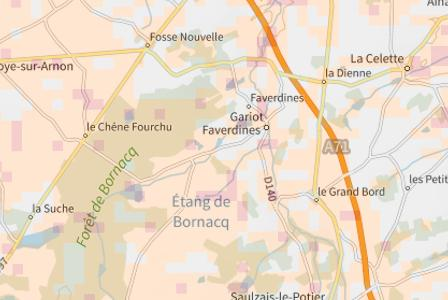 Fosse Nouvelle
La Celette
oye-sur-Arnon
la Dienne
Faverdines
Gariot
Faverdines
le Chêne Fourchu
A71
Forêt de Bornacq
D140
les Petit
le Grand Bord
Étang de
Bornacq
la Suche
Saulzais-le-Potier